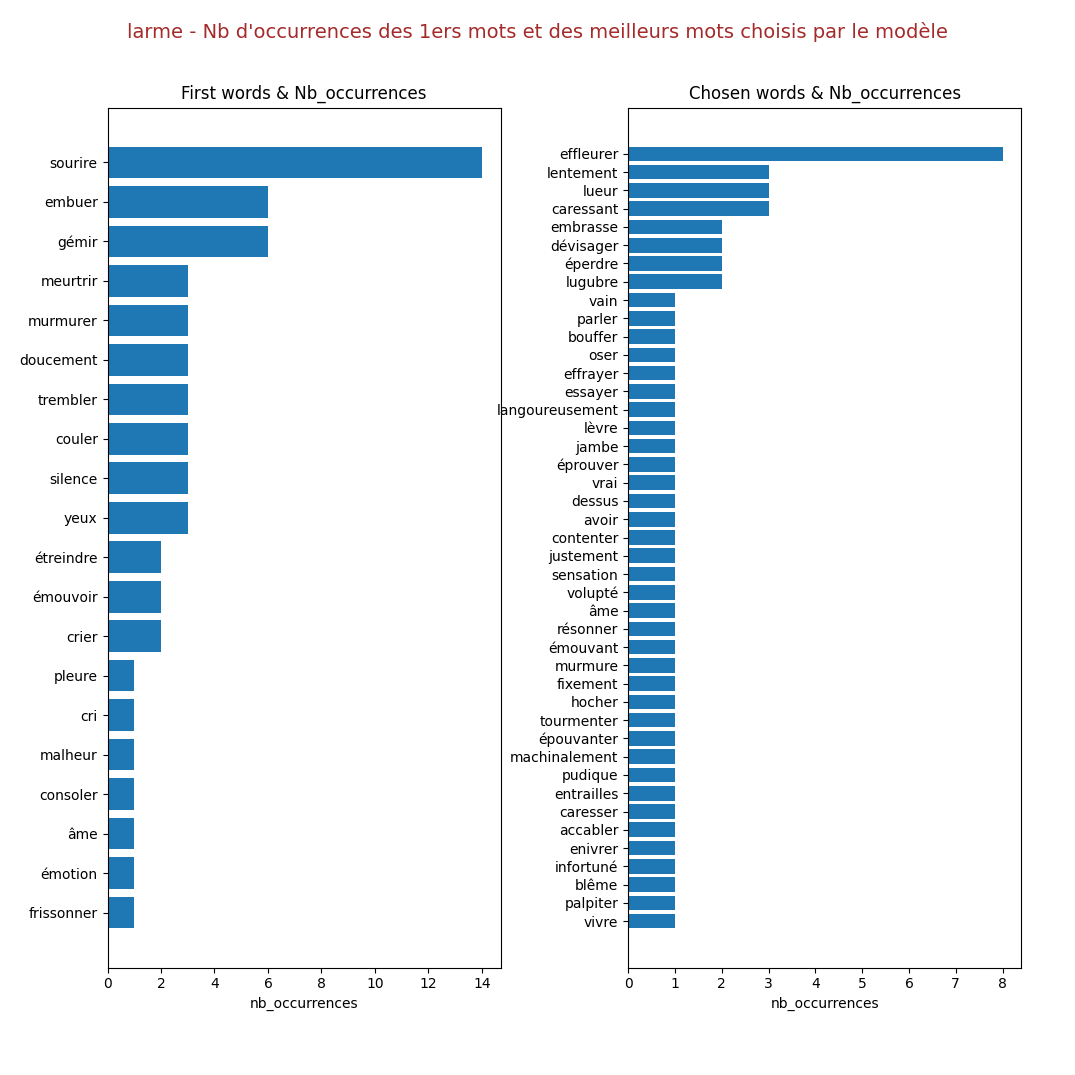 larme - Nb d'occurrences des 1ers mots et des meilleurs mots choisis par le modèle
First words & Nb_occurrences
sourire
embuer
gémir
meurtrir
murmurer
doucement
trembler
couler
silence
yeux
étreindre
émouvoir
crier
pleure
cri
malheur
consoler
âme
émotion
frissonner
0 2 4 6 8 10 12 14
nb_occurrences
Chosen words & Nb_occurrences
effleurer
lentement
lueur
caressant
embrasse
dévisager
éperdre
lugubre
vain
parler
bouffer
oser
effrayer
essayer
langoureusement
lèvre
jambe
éprouver
vrai
dessus
avoir
contenter
justement
sensation
volupté
âme
résonner
émouvant
murmure
fixement
hocher
tourmenter
épouvanter
machinalement
pudique
entrailles
caresser
accabler
enivrer
infortuné
blême
palpiter
vivre
0 1 2 3 4 5 6 7 8
nb_occurrences